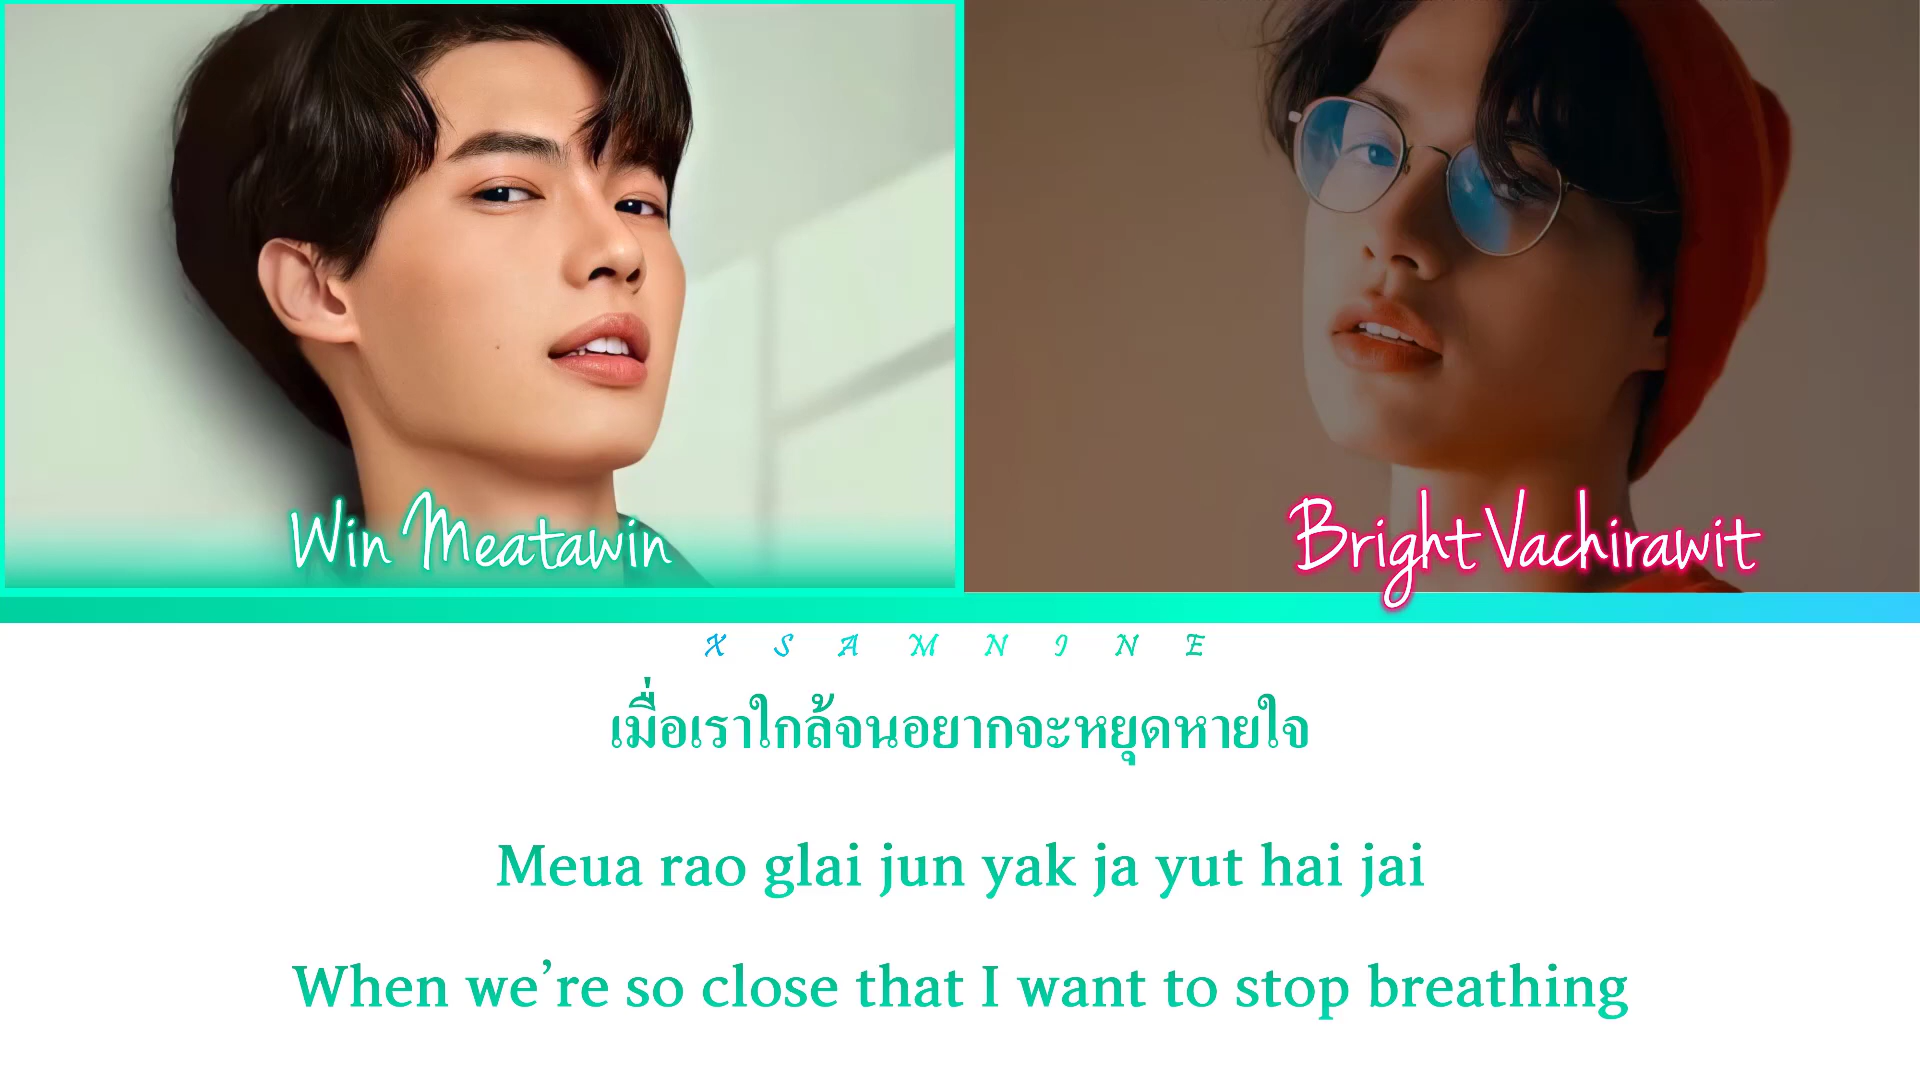 Win Meatawin
Bright Vachirawit
X S A M N I N E
เมื่อเราใกล้จนอยากจะหยุดหายใจ
Meua rao glai jun yak ja yut hai jai
When we're so close that I want to stop breathing